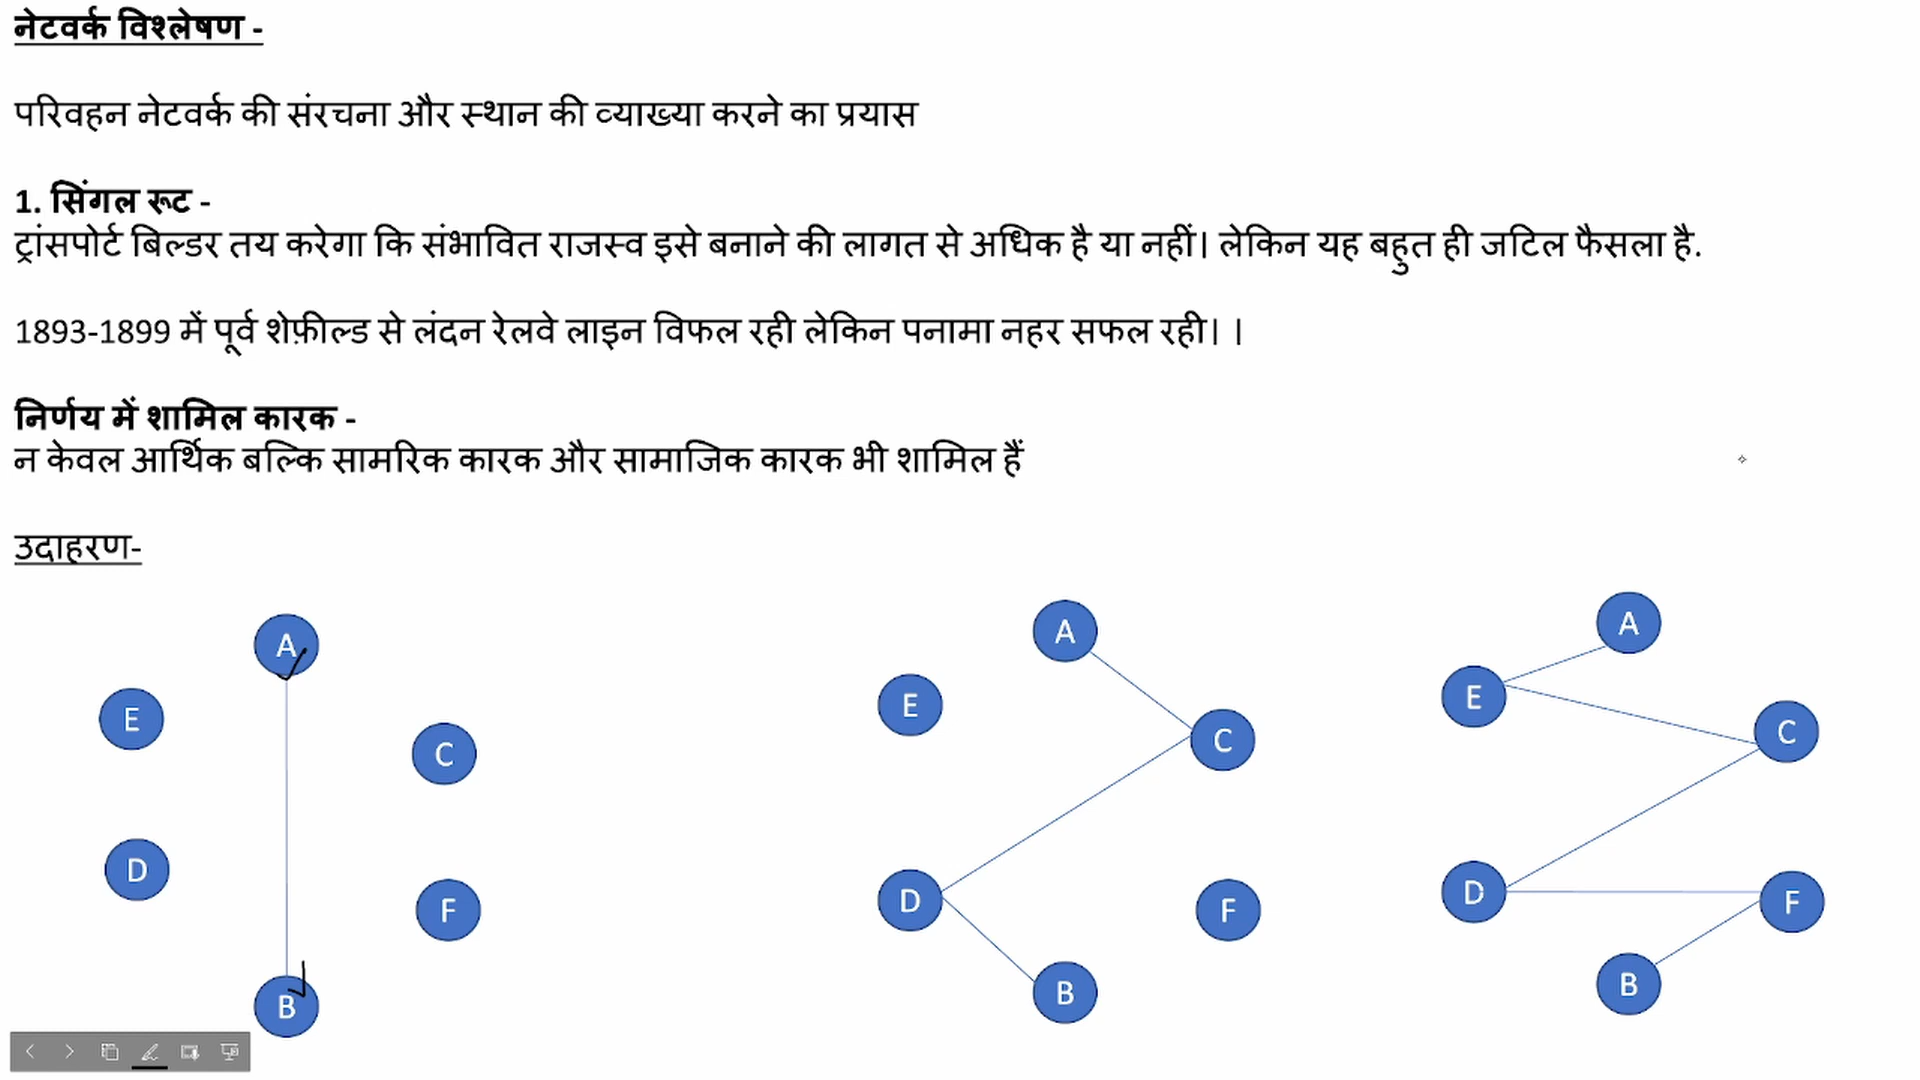 नेटवर्क विश्लेषण -
परिवहन नेटवर्क की संरचना और स्थान की व्याख्या करने का प्रयास
1. सिंगल रूट -
ट्रांसपोर्ट बिल्डर तय करेगा कि संभावित राजस्व इसे बनाने की लागत से अधिक है या नहीं। लेकिन यह बहुत ही जटिल फैसला है.
1893-1899 में पूर्व शेफ़ील्ड से लंदन रेलवे लाइन विफल रही लेकिन पनामा नहर सफल रही। ।
निर्णय में शामिल कारक -
न केवल आर्थिक बल्कि सामरिक कारक और सामाजिक कारक भी शामिल हैं
उदाहरण-
A
E
C
D
F
B
A
E
C
D
F
B
A
E
C
D
F
B